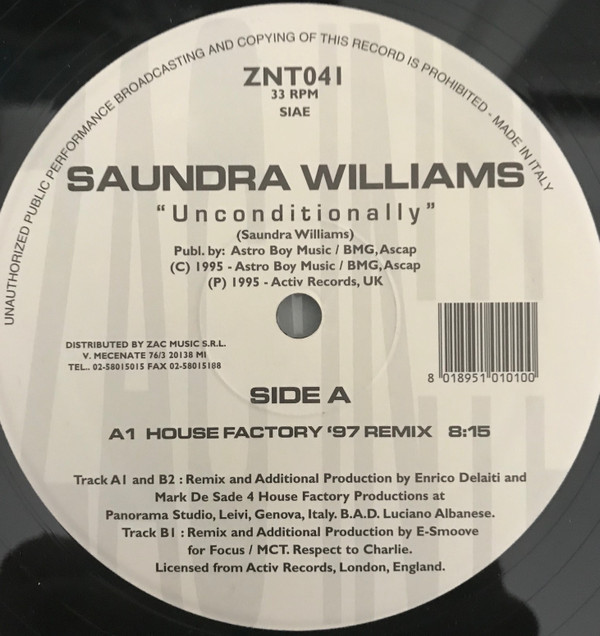 UNAUTHORIZED PUBLIC PERFORMANCE BROADCASTING AND COPYING OF THIS RECORD IS PROHIBITED - MADE IN ITALY
ZNT041
33 RPM
SIAE
SAUNDRA WILLIAMS
"Unconditionally"
(Saundra Williams)
Publ. by: Astro Boy Music / BMG, Ascap
(C) 1995 - Astro Boy Music / BMG, Ascap
(P) 1995 - Activ Records, UK
DISTRIBUTED BY ZAC MUSIC S.R.L.
V. MECENATE 76/3 20138 MI
TEL.. 02-58015015 FAX 02-58015188
8 018951 010100
SIDE A
A1 HOUSE FACTORY '97 REMIX 8:15
Track A1 and B2 : Remix and Additional Production by Enrico Delaiti and
Mark De Sade 4 House Factory Productions at
Panorama Studio, Leivi, Genova, Italy. B.A.D. Luciano Albanese.
Track B1 : Remix and Additional Production by E-Smoove
for Focus / MCT. Respect to Charlie.
Licensed from Activ Records, London, England.